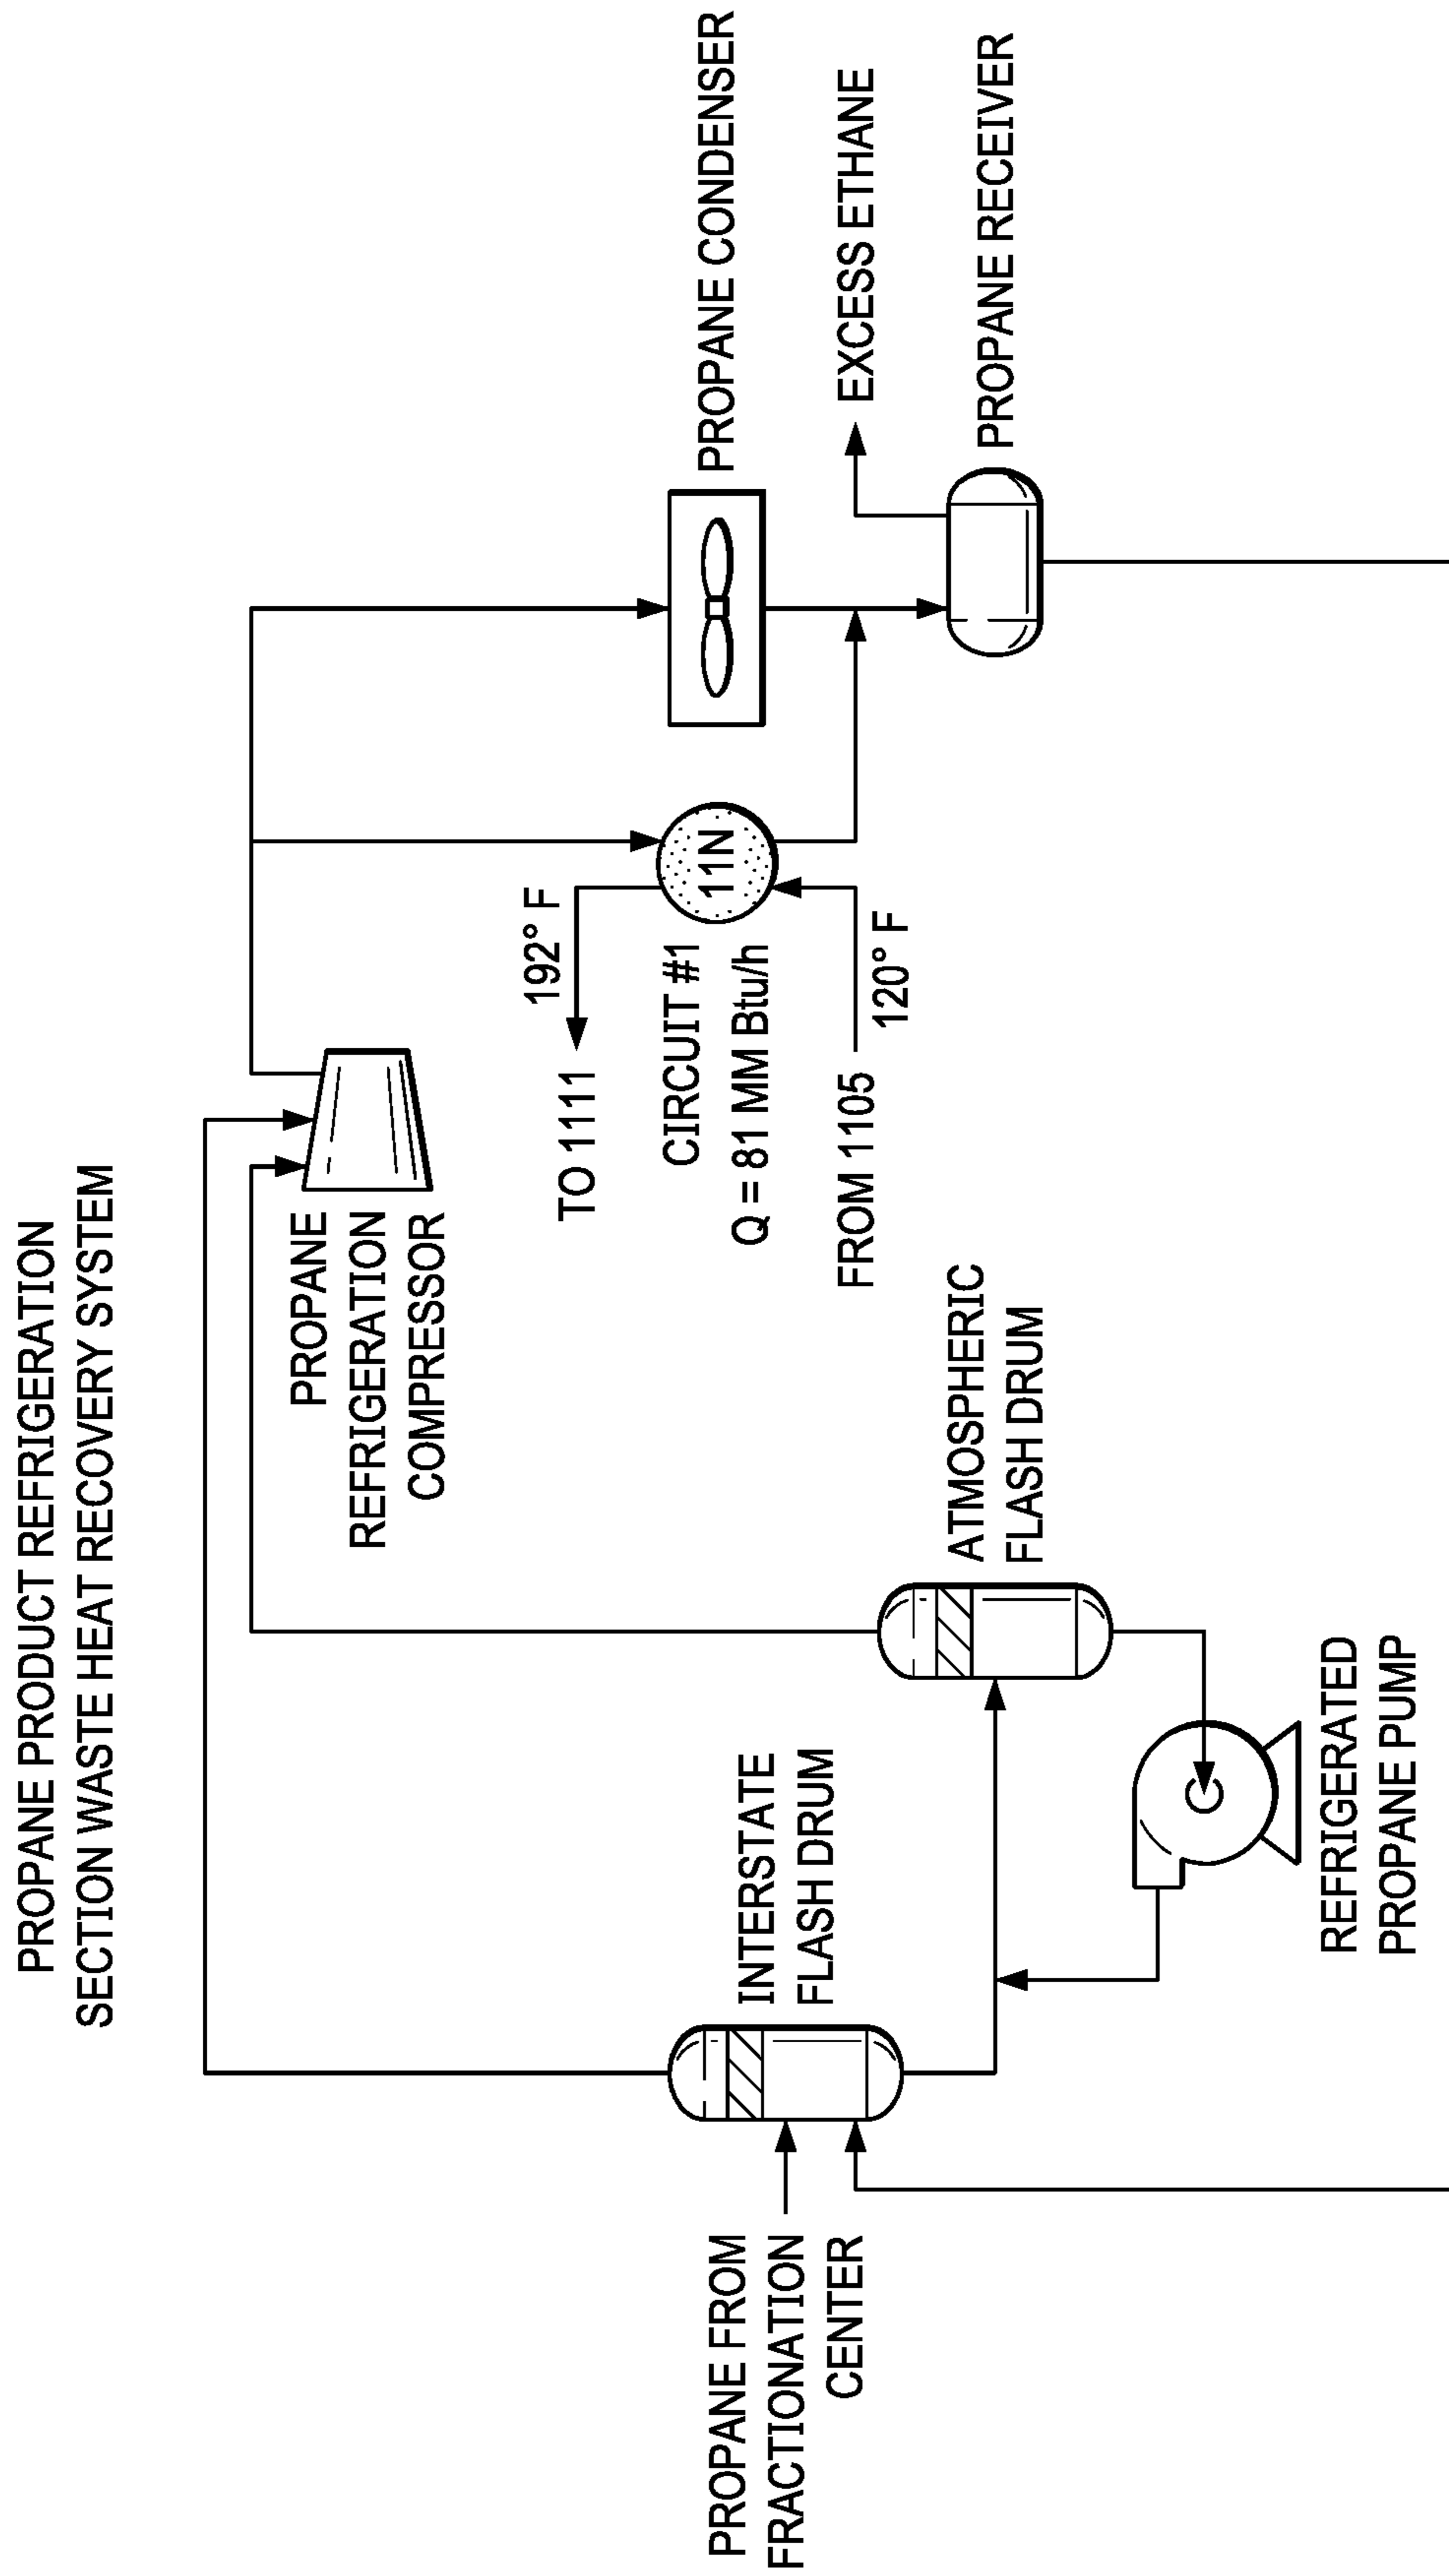 PROPANE PRODUCT REFRIGERATION
SECTION WASTE HEAT RECOVERY SYSTEM
PROPANE
REFRIGERATION
COMPRESSOR
TO 1111
192° F
CIRCUIT #1
Q = 81 MM Btu/h
11N
FROM 1105
120° F
PROPANE CONDENSER
EXCESS ETHANE
PROPANE RECEIVER
PROPANE FROM
FRACTIONATION
CENTER
INTERSTATE
FLASH DRUM
ATMOSPHERIC
FLASH DRUM
REFRIGERATED
PROPANE PUMP